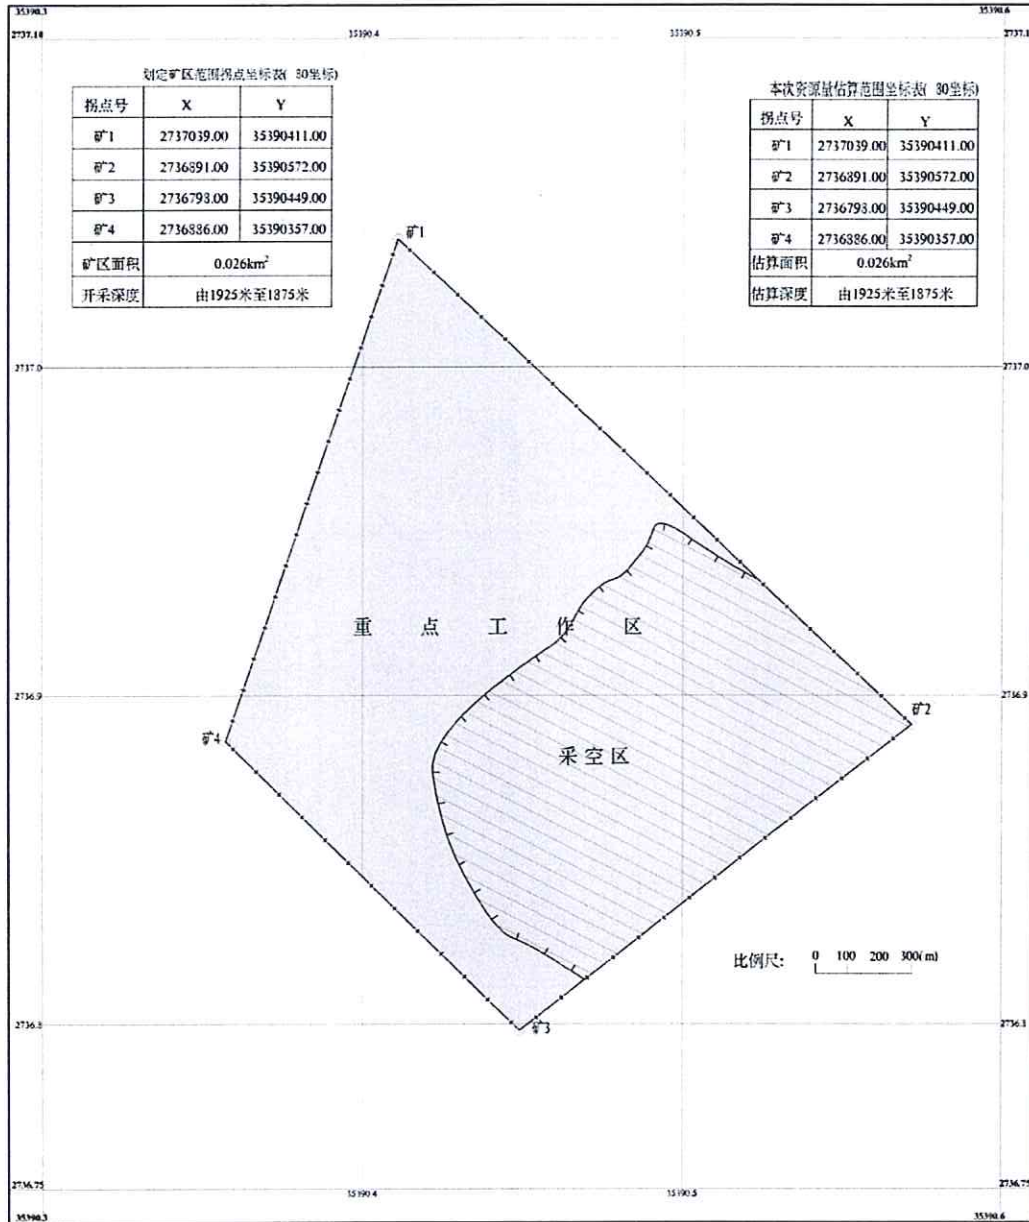 35390.3 35390.6
2737.18 35390.4 35390.5 2737.1
划定矿区范围拐点坐标表( 80坐标)
拐点号 X Y
矿1 2737039.00 35390411.00
矿2 2736891.00 35390572.00
矿3 2736798.00 35390449.00
矿4 2736886.00 35390357.00
矿区面积 0.026km²
开采深度 由1925米至1875米
本次资源量估算范围坐标表( 80坐标)
拐点号 X Y
矿1 2737039.00 35390411.00
矿2 2736891.00 35390572.00
矿3 2736798.00 35390449.00
矿4 2736886.00 35390357.00
估算面积 0.026km²
估算深度 由1925米至1875米
矿1
2737.0 2737.0
重点工作区
2736.9 2736.9
矿2
矿4
采空区
比例尺: 0 100 200 300(m)
2736.8
矿3
2736.75 35390.4 35390.5 2736.75
35390.3 35390.6